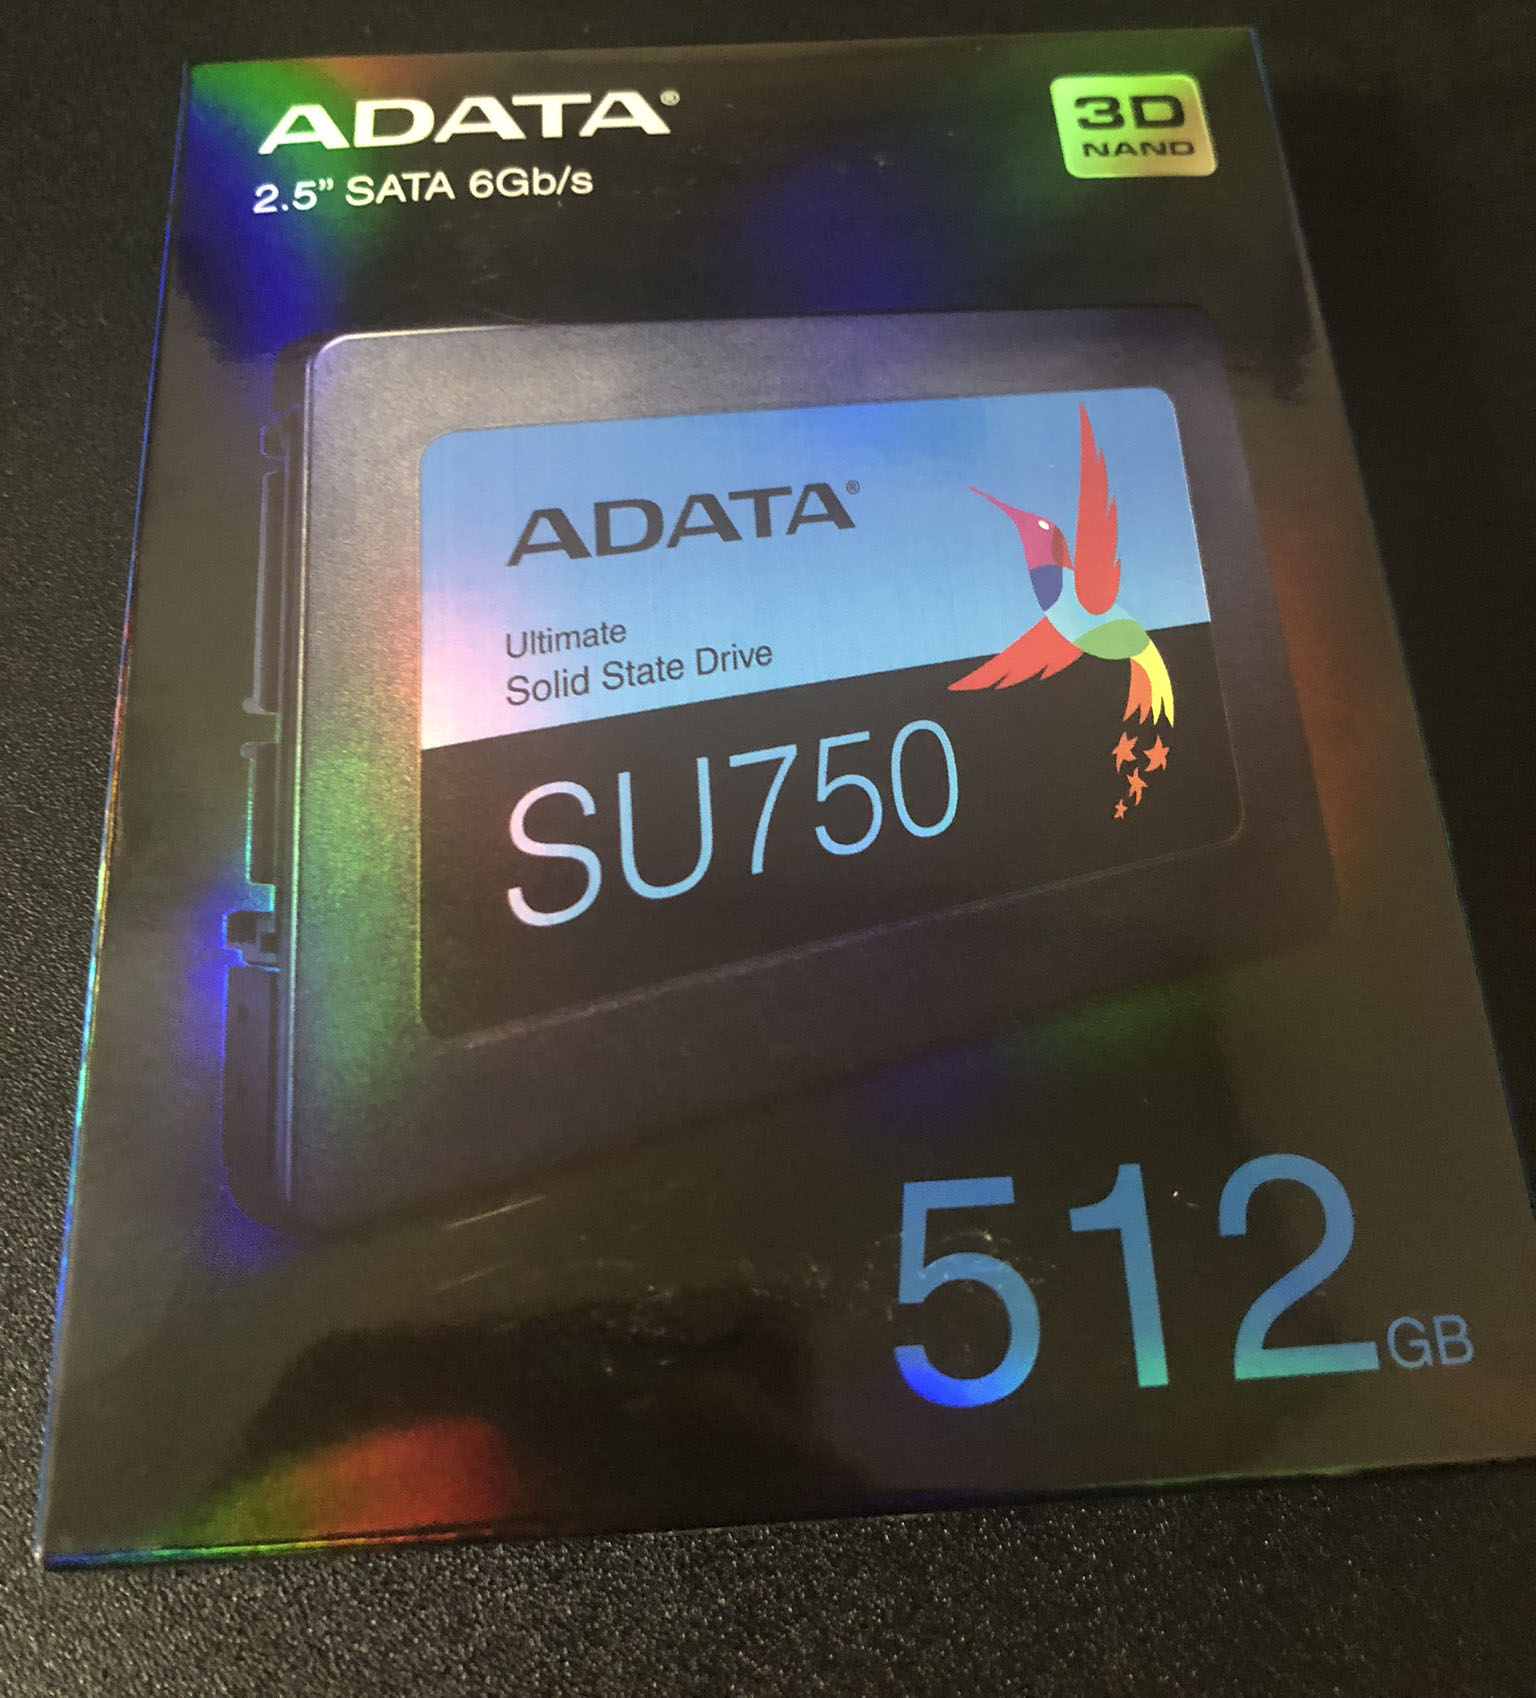 ADATA®
2.5” SATA 6Gb/s
3D
NAND
ADATA®
Ultimate
Solid State Drive
SU750
512GB